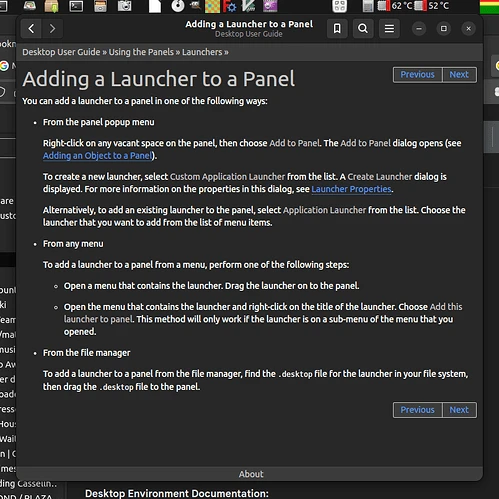 62 °C
52 °C
Adding a Launcher to a Panel
Desktop User Guide
Desktop User Guide » Using the Panels » Launchers »
Adding a Launcher to a Panel
Previous
Next
You can add a launcher to a panel in one of the following ways:
• From the panel popup menu
Right-click on any vacant space on the panel, then choose Add to Panel. The Add to Panel dialog opens (see
Adding an Object to a Panel).
To create a new launcher, select Custom Application Launcher from the list. A Create Launcher dialog is
displayed. For more information on the properties in this dialog, see Launcher Properties.
Alternatively, to add an existing launcher to the panel, select Application Launcher from the list. Choose the
launcher that you want to add from the list of menu items.
• From any menu
To add a launcher to a panel from a menu, perform one of the following steps:
◦ Open a menu that contains the launcher. Drag the launcher on to the panel.
◦ Open the menu that contains the launcher and right-click on the title of the launcher. Choose Add this
launcher to panel. This method will only work if the launcher is on a sub-menu of the menu that you
opened.
• From the file manager
To add a launcher to a panel from the file manager, find the .desktop file for the launcher in your file system,
then drag the .desktop file to the panel.
Previous
Next
About
Desktop Environment Documentation: